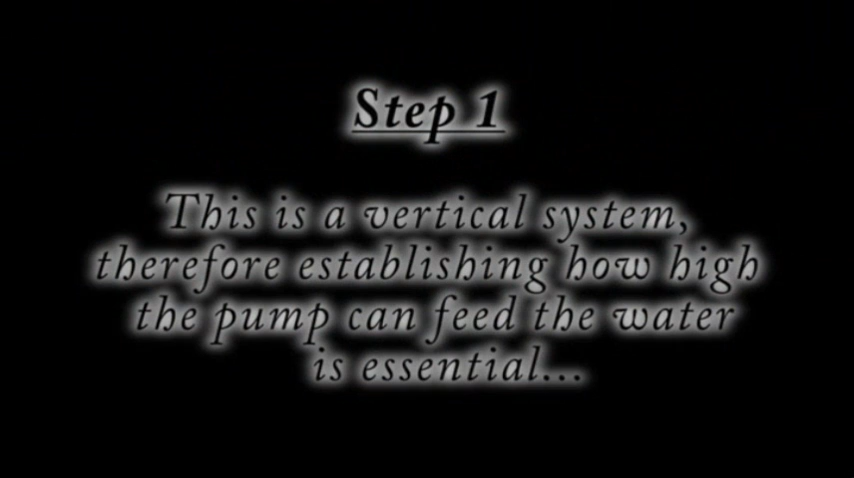 Step 1
This is a vertical system,
therefore establishing how high
the pump can feed the water
is essential...